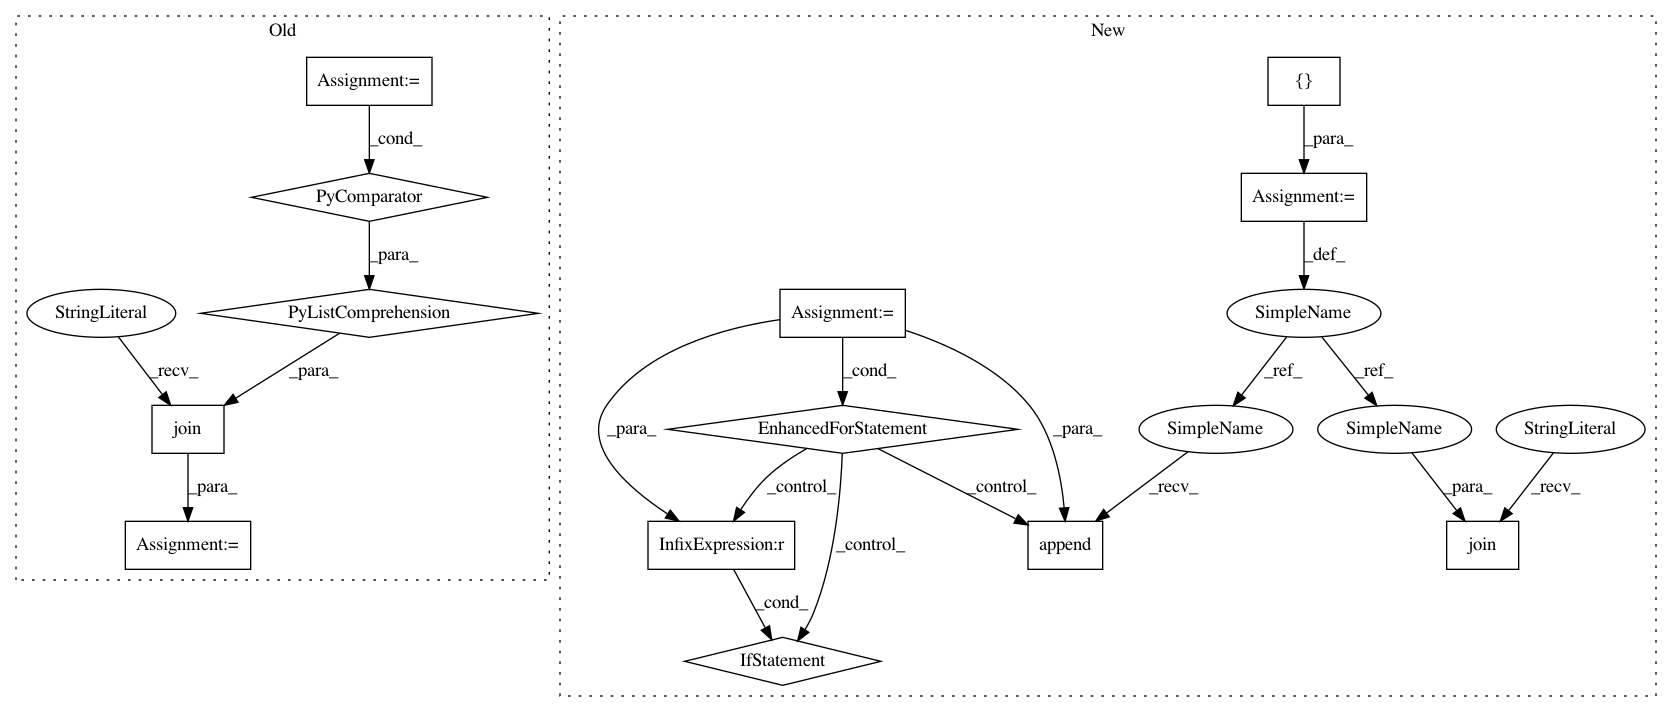 Old
New
Assignment:=
{}
_cond_
_para_
PyComparator
Assignment:=
_para_
_def_
StringLiteral
PyListComprehension
Assignment:=
SimpleName
_recv_
_para_
_cond_
_ref_
_ref_
join
EnhancedForStatement
SimpleName
SimpleName
StringLiteral
_para_
_para_
_para_
_control_
_control_
_recv_
_para_
_recv_
Assignment:=
InfixExpression:r
_control_
append
join
_cond_
IfStatement